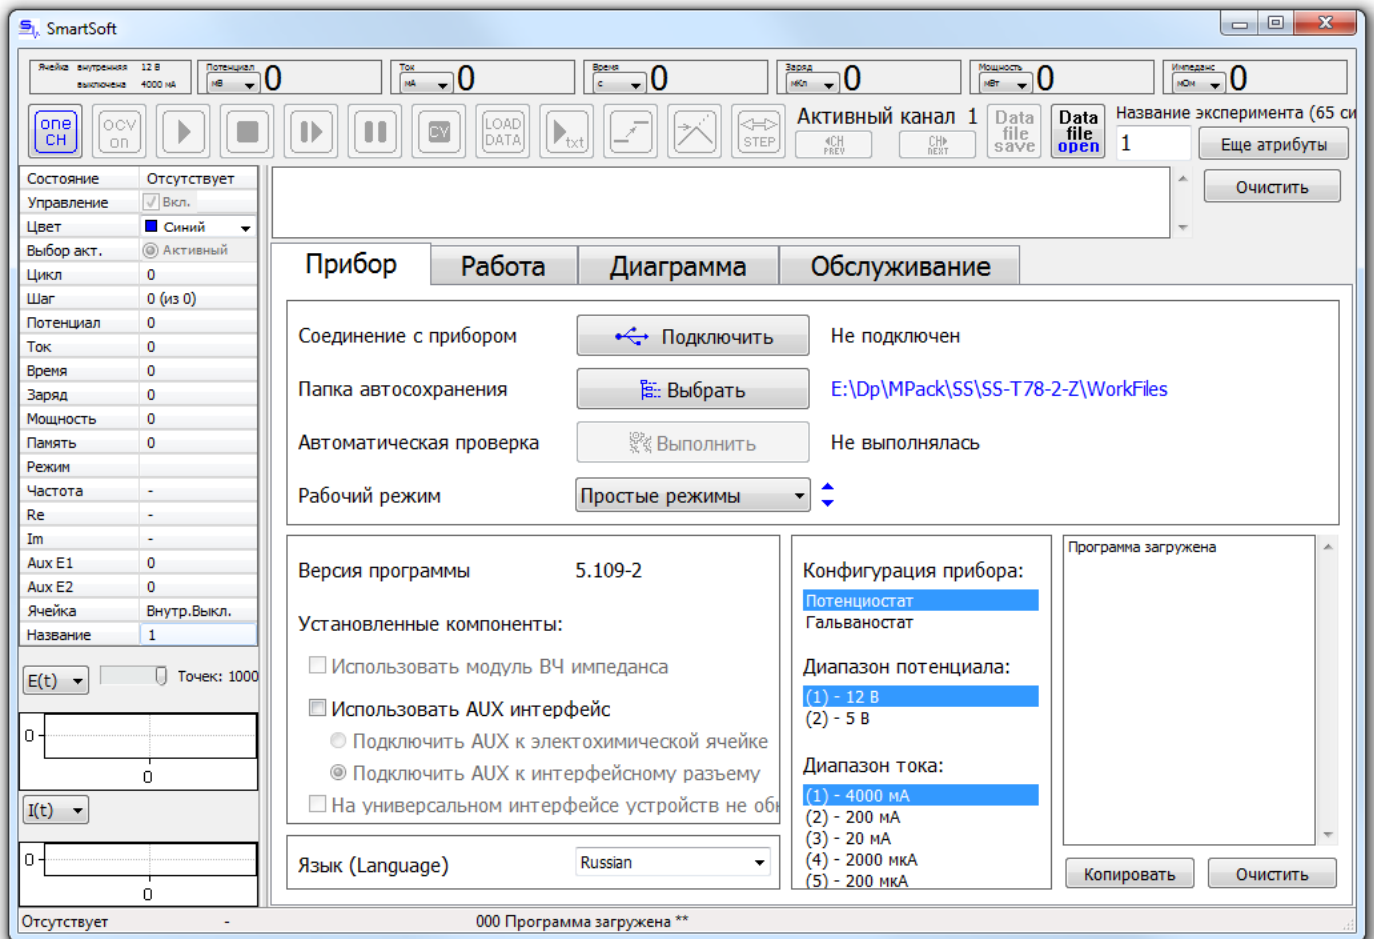 SmartSoft
Ячейка внутренняя 12 В
выключена 4000 мА
Потенциал
мВ 0
Ток
мА 0
Время
с 0
Заряд
мКл 0
Мощность
мВт 0
Импеданс
мОм 0
one CH
ocv on
CY
LOAD DATA
txt
STEP
Активный канал 1
CH PREV
CH NEXT
Data file save
Data file open
Название эксперимента (65 си
1
Еще атрибуты
Очистить
Состояние Отсутствует
Управление Вкл.
Цвет Синий
Выбор акт. Активный
Цикл 0
Шаг 0 (из 0)
Потенциал 0
Ток 0
Время 0
Заряд 0
Мощность 0
Память 0
Режим
Частота -
Re -
Im -
Aux E1 0
Aux E2 0
Ячейка Внутр.Выкл.
Название 1
E(t) Точек: 1000
0
0
I(t)
0
0
Прибор Работа Диаграмма Обслуживание
Соединение с прибором Подключить Не подключен
Папка автосохранения Выбрать E:\Dp\MPack\SS\SS-T78-2-Z\WorkFiles
Автоматическая проверка Выполнить Не выполнялась
Рабочий режим Простые режимы
Версия программы 5.109-2
Установленные компоненты:
Использовать модуль ВЧ импеданса
Использовать AUX интерфейс
Подключить AUX к электохимической ячейке
Подключить AUX к интерфейсному разъему
На универсальном интерфейсе устройств не обн
Язык (Language) Russian
Конфигурация прибора:
Потенциостат
Гальваностат
Диапазон потенциала:
(1) - 12 В
(2) - 5 В
Диапазон тока:
(1) - 4000 мА
(2) - 200 мА
(3) - 20 мА
(4) - 2000 мкА
(5) - 200 мкА
Программа загружена
Копировать Очистить
Отсутствует - 000 Программа загружена **